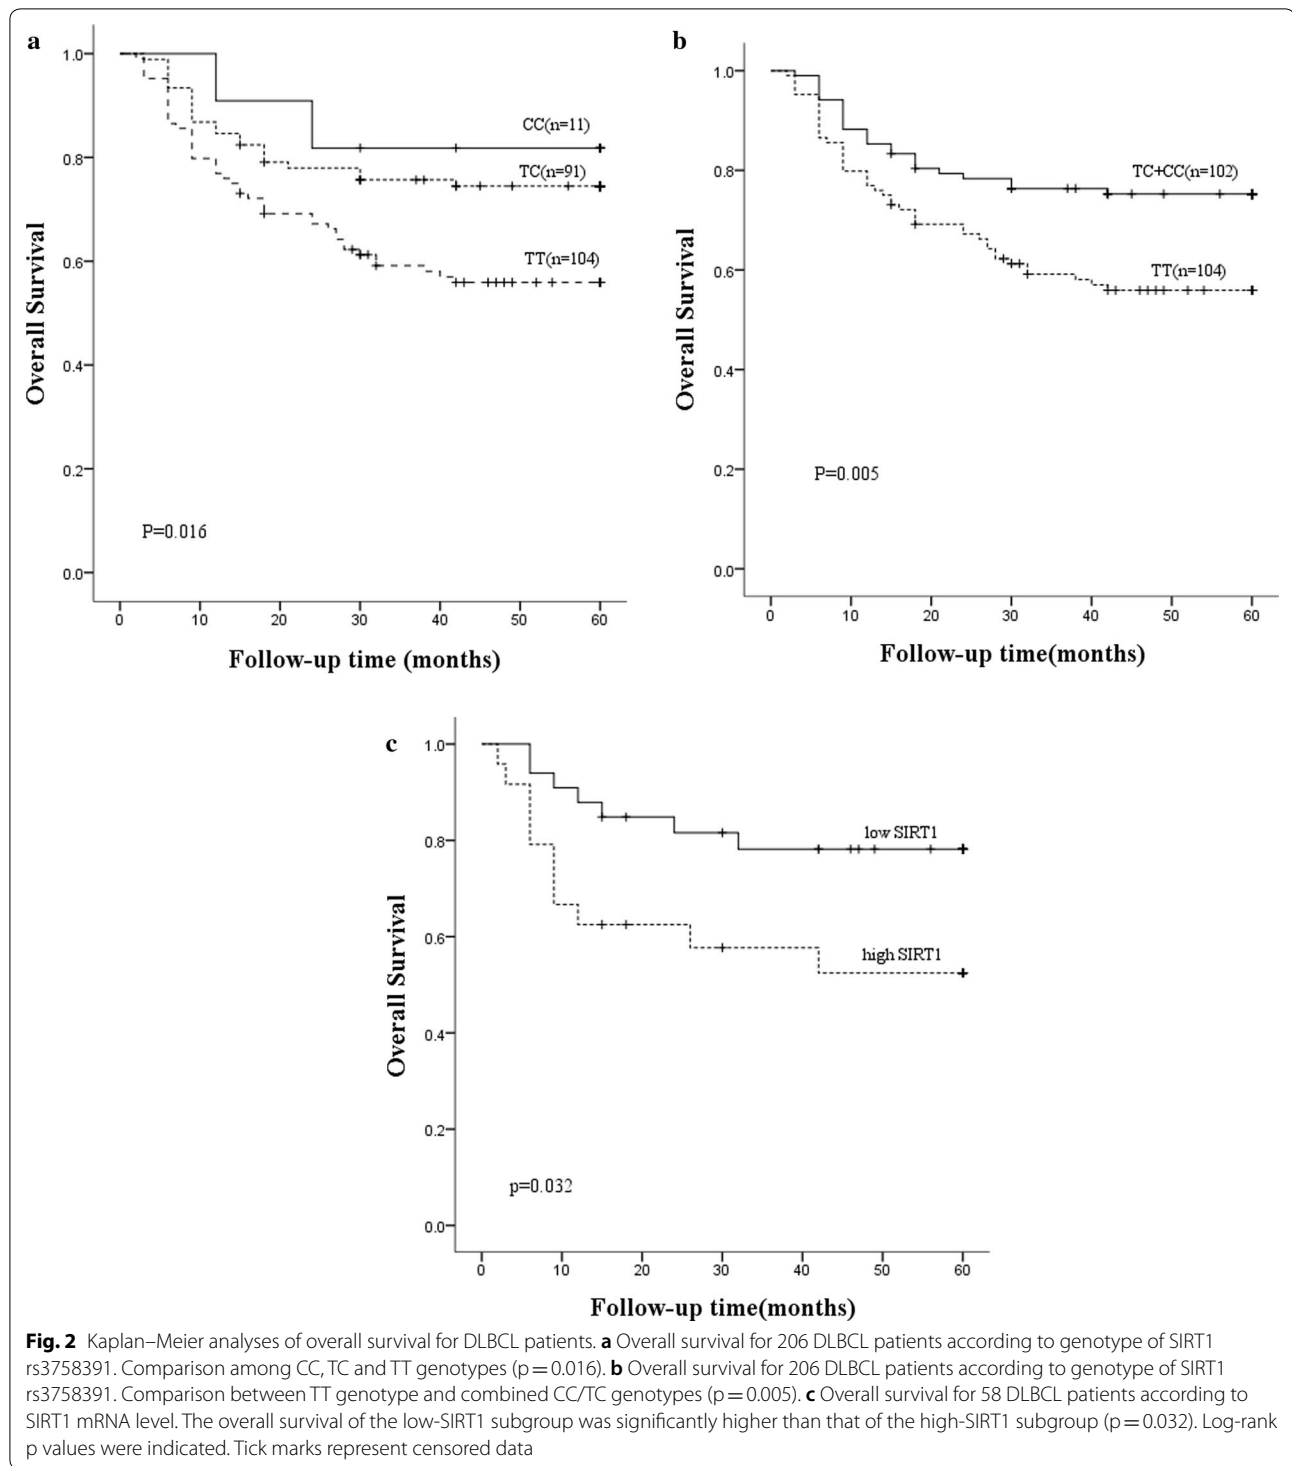 a
1.0
0.8
0.6
0.4
0.2
0.0
Overall Survival
CC(n=11)
TC(n=91)
TT(n=104)
P=0.016
0 10 20 30 40 50 60
Follow-up time (months)
b
1.0
0.8
0.6
0.4
0.2
0.0
Overall Survival
TC+CC(n=102)
TT(n=104)
P=0.005
0 10 20 30 40 50 60
Follow-up time(months)
c
1.0
0.8
0.6
0.4
0.2
0.0
Overall Survival
low SIRT1
high SIRT1
p=0.032
0 10 20 30 40 50 60
Follow-up time(months)
Fig. 2 Kaplan–Meier analyses of overall survival for DLBCL patients. a Overall survival for 206 DLBCL patients according to genotype of SIRT1
rs3758391. Comparison among CC, TC and TT genotypes (p = 0.016). b Overall survival for 206 DLBCL patients according to genotype of SIRT1
rs3758391. Comparison between TT genotype and combined CC/TC genotypes (p = 0.005). c Overall survival for 58 DLBCL patients according to
SIRT1 mRNA level. The overall survival of the low-SIRT1 subgroup was significantly higher than that of the high-SIRT1 subgroup (p = 0.032). Log-rank
p values were indicated. Tick marks represent censored data